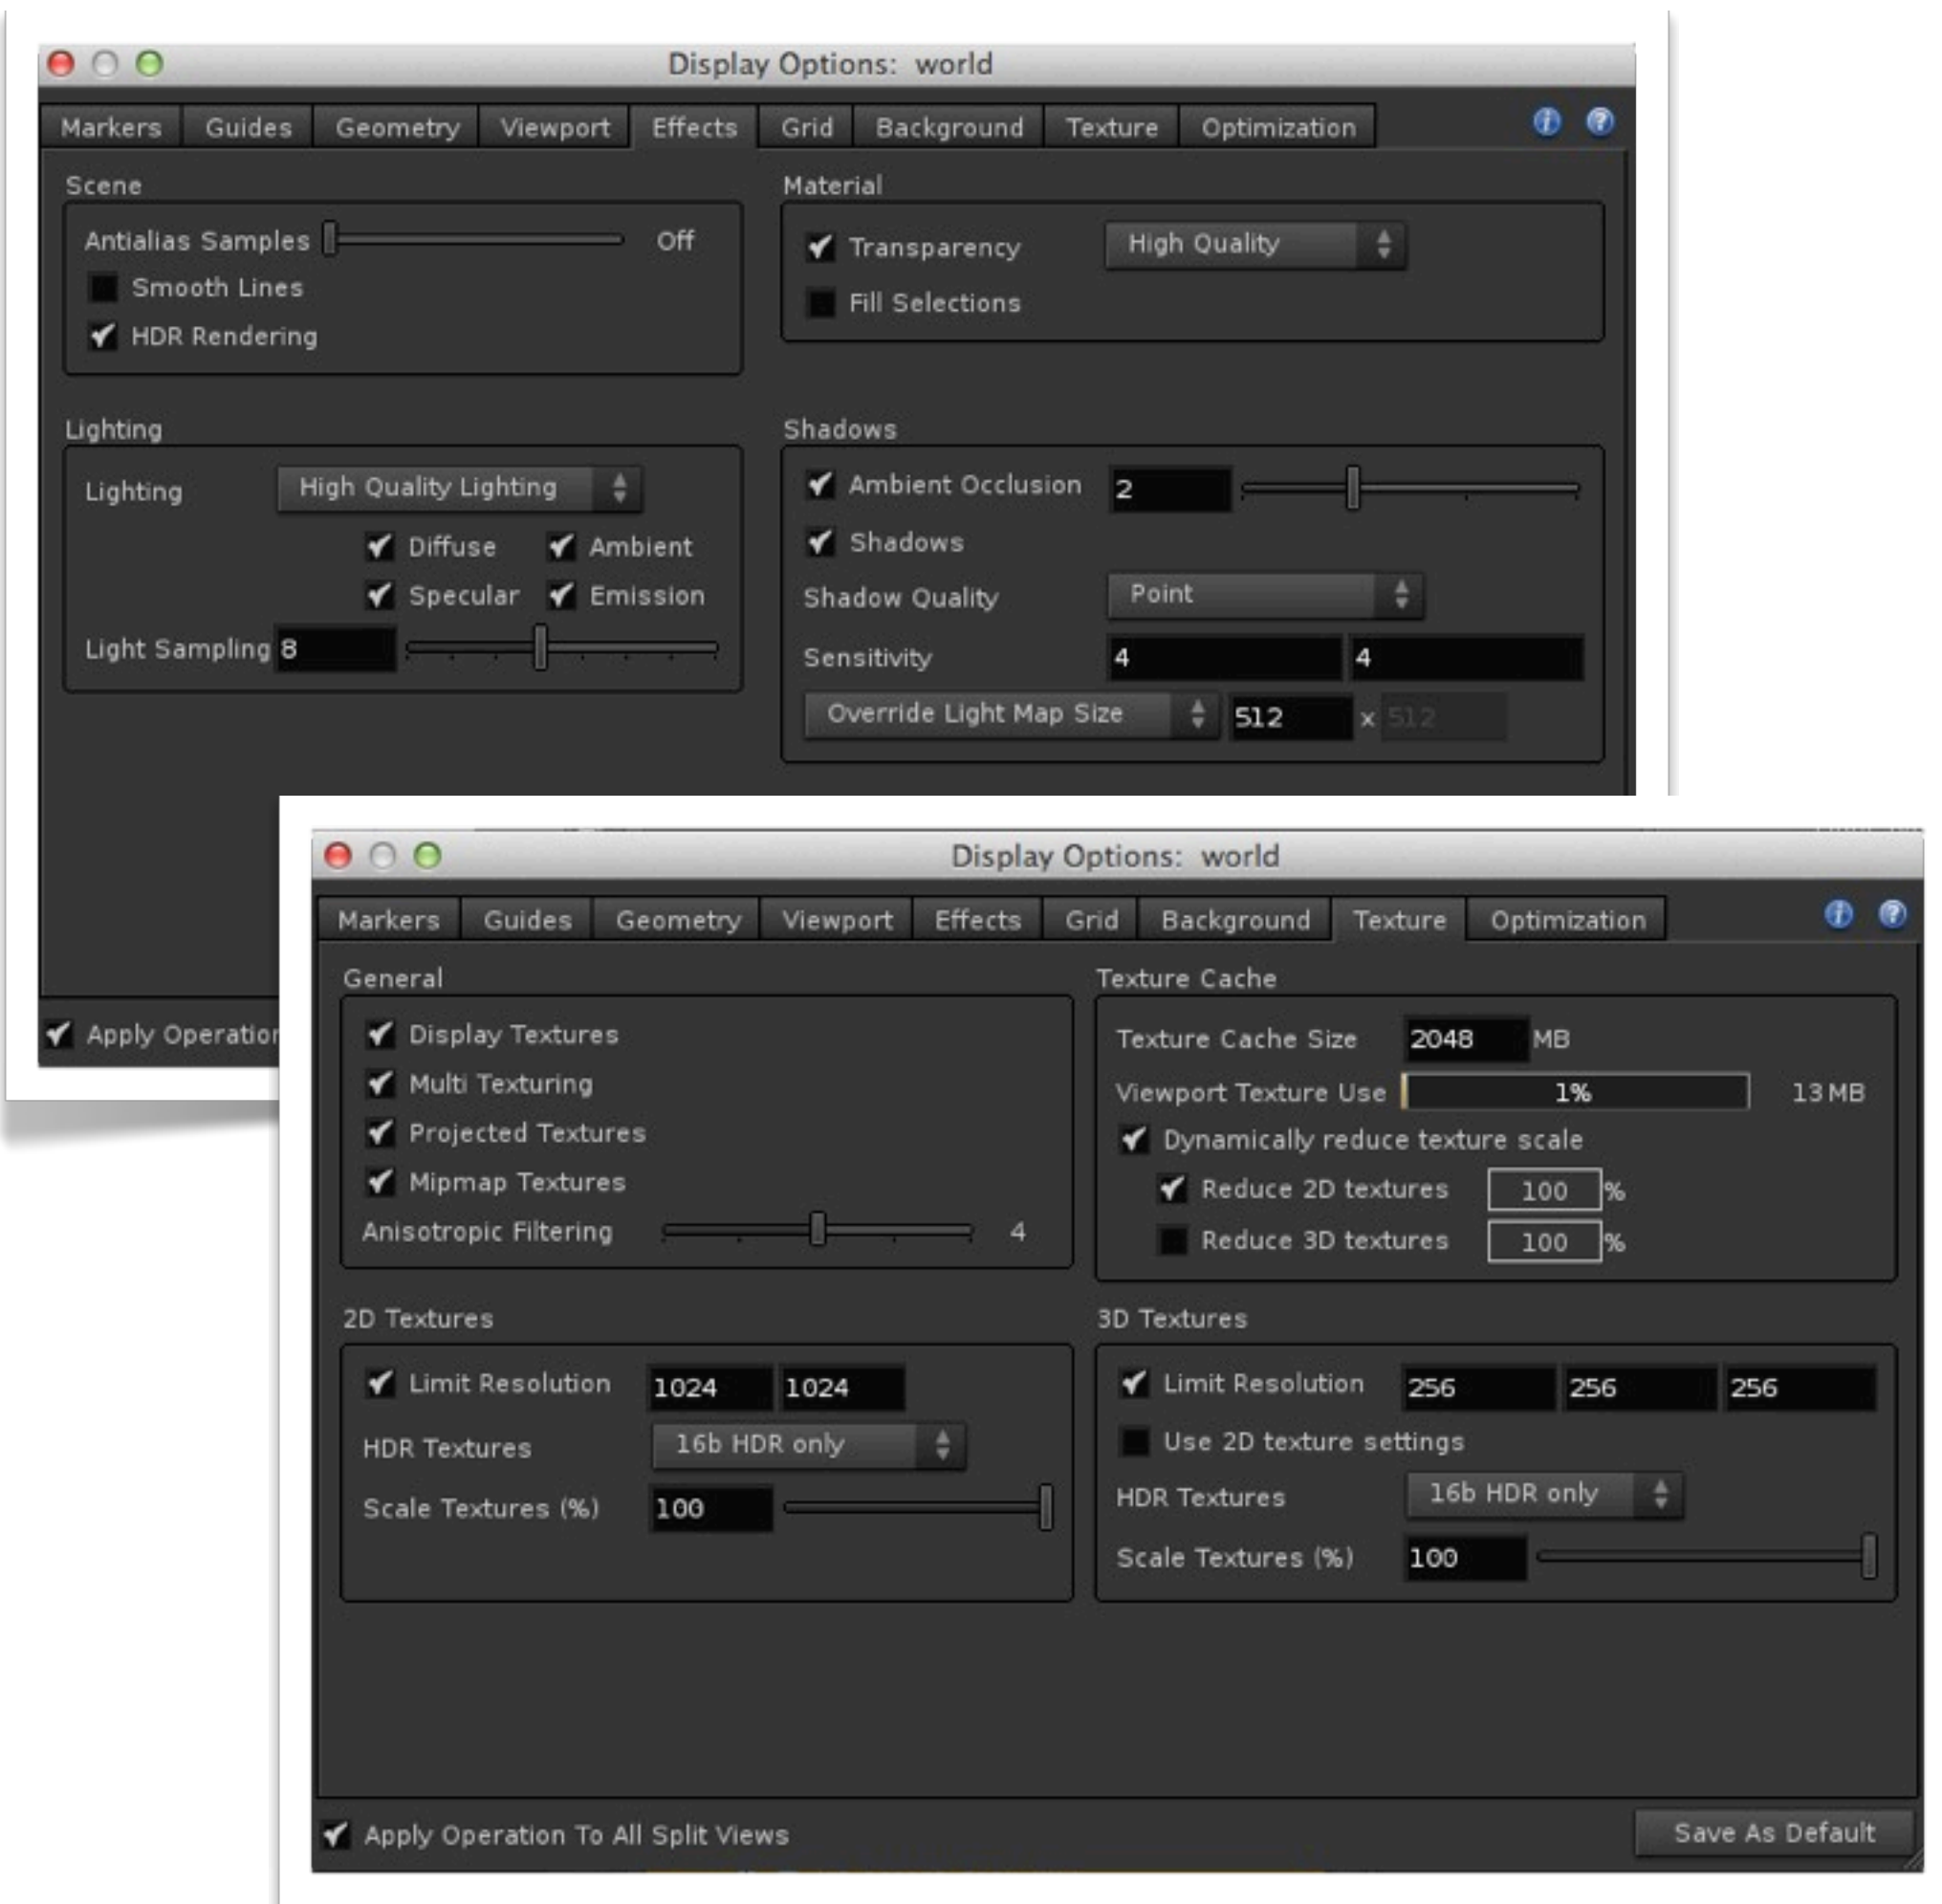 Display Options: world
Markers Guides Geometry Viewport Effects Grid Background Texture Optimization
Scene
Antialias Samples Off
Smooth Lines
HDR Rendering
Material
Transparency High Quality
Fill Selections
Lighting
Lighting High Quality Lighting
Diffuse Ambient
Specular Emission
Light Sampling 8
Shadows
Ambient Occlusion 2
Shadows
Shadow Quality Point
Sensitivity 4 4
Override Light Map Size 512 x 512
Apply Operation
Display Options: world
Markers Guides Geometry Viewport Effects Grid Background Texture Optimization
General
Display Textures
Multi Texturing
Projected Textures
Mipmap Textures
Anisotropic Filtering 4
Texture Cache
Texture Cache Size 2048 MB
Viewport Texture Use 1% 13 MB
Dynamically reduce texture scale
Reduce 2D textures 100 %
Reduce 3D textures 100 %
2D Textures
Limit Resolution 1024 1024
HDR Textures 16b HDR only
Scale Textures (%) 100
3D Textures
Limit Resolution 256 256 256
Use 2D texture settings
HDR Textures 16b HDR only
Scale Textures (%) 100
Apply Operation To All Split Views
Save As Default